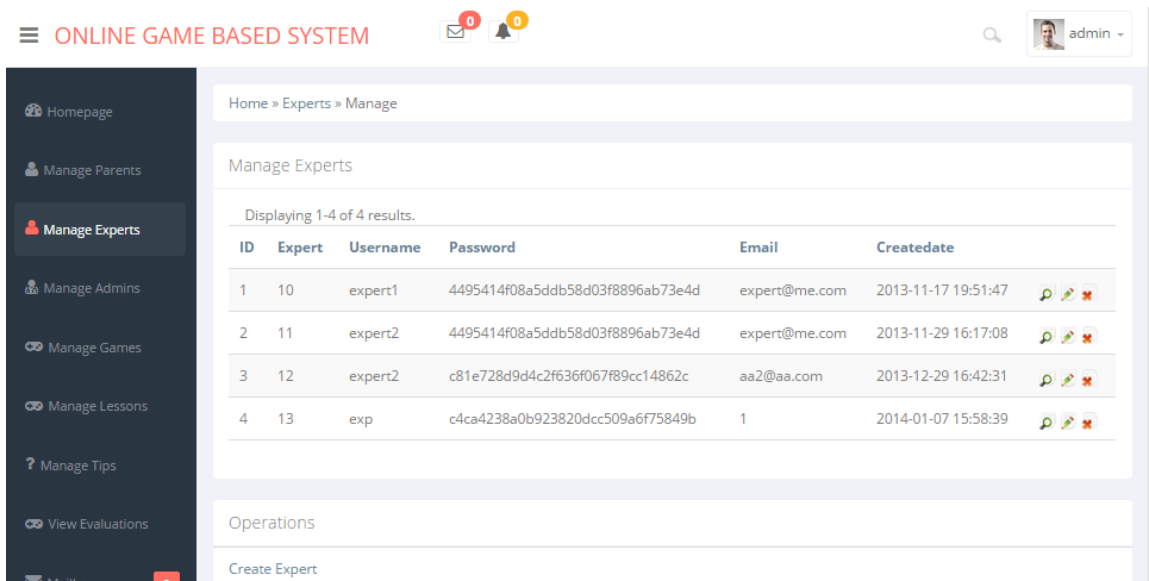 ONLINE GAME BASED SYSTEM
0
0
admin
Homepage
Manage Parents
Manage Experts
Manage Admins
Manage Games
Manage Lessons
? Manage Tips
View Evaluations
Home » Experts » Manage
Manage Experts
Displaying 1-4 of 4 results.
ID Expert Username Password Email Createdate
1 10 expert1 4495414f08a5ddb58d03f8896ab73e4d expert@me.com 2013-11-17 19:51:47
2 11 expert2 4495414f08a5ddb58d03f8896ab73e4d expert@me.com 2013-11-29 16:17:08
3 12 expert2 c81e728d9d4c2f636f067f89cc14862c aa2@aa.com 2013-12-29 16:42:31
4 13 exp c4ca4238a0b923820dcc509a6f75849b 1 2014-01-07 15:58:39
Operations
Create Expert